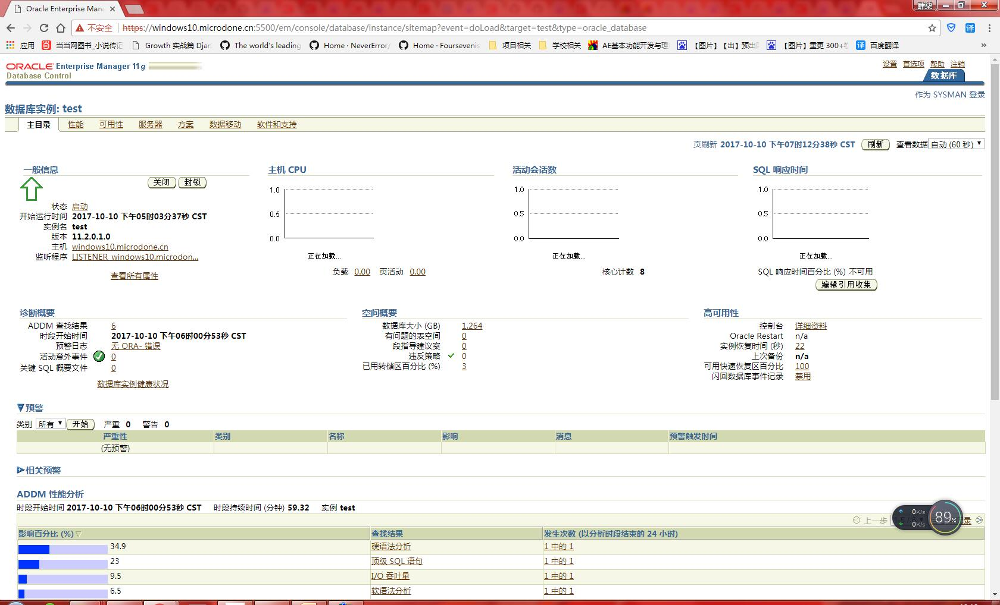 Oracle Enterprise Mana
肆柒
不安全 https://windows10.microdone.cn:5500/em/console/database/instance/sitemap?event=doLoad&target=test&type=oracle_database
应用 当当网图书_小说传记 Growth 实战篇 Djan The world's leading Home · NeverError/ Home · Foursevenis 项目相关 学校相关 AE基本功能开发与理 【图片】【出】预出 【图片】重更 300+ 百度翻译 »
ORACLE Enterprise Manager 11g
Database Control
设置 首选项 帮助 注销
数据库
作为 SYSMAN 登录
数据库实例: test
主目录 性能 可用性 服务器 方案 数据移动 软件和支持
页刷新 2017-10-10 下午07时12分38秒 CST 刷新 查看数据 自动 (60 秒)
一般信息
关闭 封锁
状态 启动
开始运行时间 2017-10-10 下午05时03分37秒 CST
实例名 test
版本 11.2.0.1.0
主机 windows10.microdone.cn
监听程序 LISTENER_windows10.microdon...
查看所有属性
主机 CPU
1.0
0.5
0.0
正在加载...
负载 0.00 页活动 0.00
活动会话数
1.0
0.5
0.0
正在加载...
核心计数 8
SQL 响应时间
1.0
0.5
0.0
正在加载...
SQL 响应时间百分比 (%) 不可用
编辑引用收集
诊断概要
ADDM 查找结果 6
时段开始时间 2017-10-10 下午06时00分53秒 CST
预警日志 无 ORA- 错误
活动意外事件 0
关键 SQL 概要文件 0
数据库实例健康状况
空间概要
数据库大小 (GB) 1.264
有问题的表空间 0
段指导建议案 0
违反策略 0
已用转储区百分比 (%) 3
高可用性
控制台 详细资料
Oracle Restart n/a
实例恢复时间 (秒) 22
上次备份 n/a
可用快速恢复区百分比 100
闪回数据库事件记录 禁用
预警
类别 所有 开始 严重 0 警告 0
严重性 类别 名称 影响 消息 预警触发时间
(无预警)
相关预警
ADDM 性能分析
时段开始时间 2017-10-10 下午06时00分53秒 CST 时段持续时间 (分钟) 59.32 实例 test
上一步
0K/s
0K/s
89%
影响百分比 (%) 查找结果 发生次数 (以分析时段结束的 24 小时)
34.9 硬语法分析 1 中的 1
23 顶级 SQL 语句 1 中的 1
9.5 I/O 吞吐量 1 中的 1
6.5 软语法分析 1 中的 1